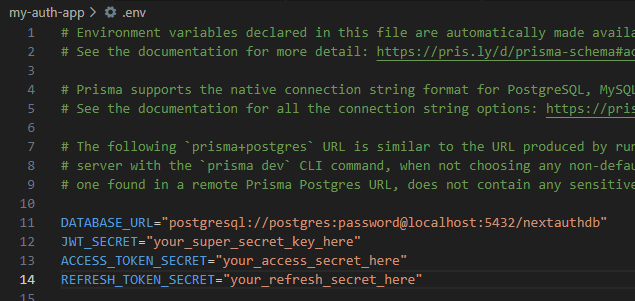 my-auth-app > .env
1 # Environment variables declared in this file are automatically made availa
2 # See the documentation for more detail: https://pris.ly/d/prisma-schema#ac
3
4 # Prisma supports the native connection string format for PostgreSQL, MySQL
5 # See the documentation for all the connection string options: https://pris
6
7 # The following `prisma+postgres` URL is similar to the URL produced by run
8 # server with the `prisma dev` CLI command, when not choosing any non-defau
9 # one found in a remote Prisma Postgres URL, does not contain any sensitive
10
11 DATABASE_URL="postgresql://postgres:password@localhost:5432/nextauthdb"
12 JWT_SECRET="your_super_secret_key_here"
13 ACCESS_TOKEN_SECRET="your_access_secret_here"
14 REFRESH_TOKEN_SECRET="your_refresh_secret_here"
15